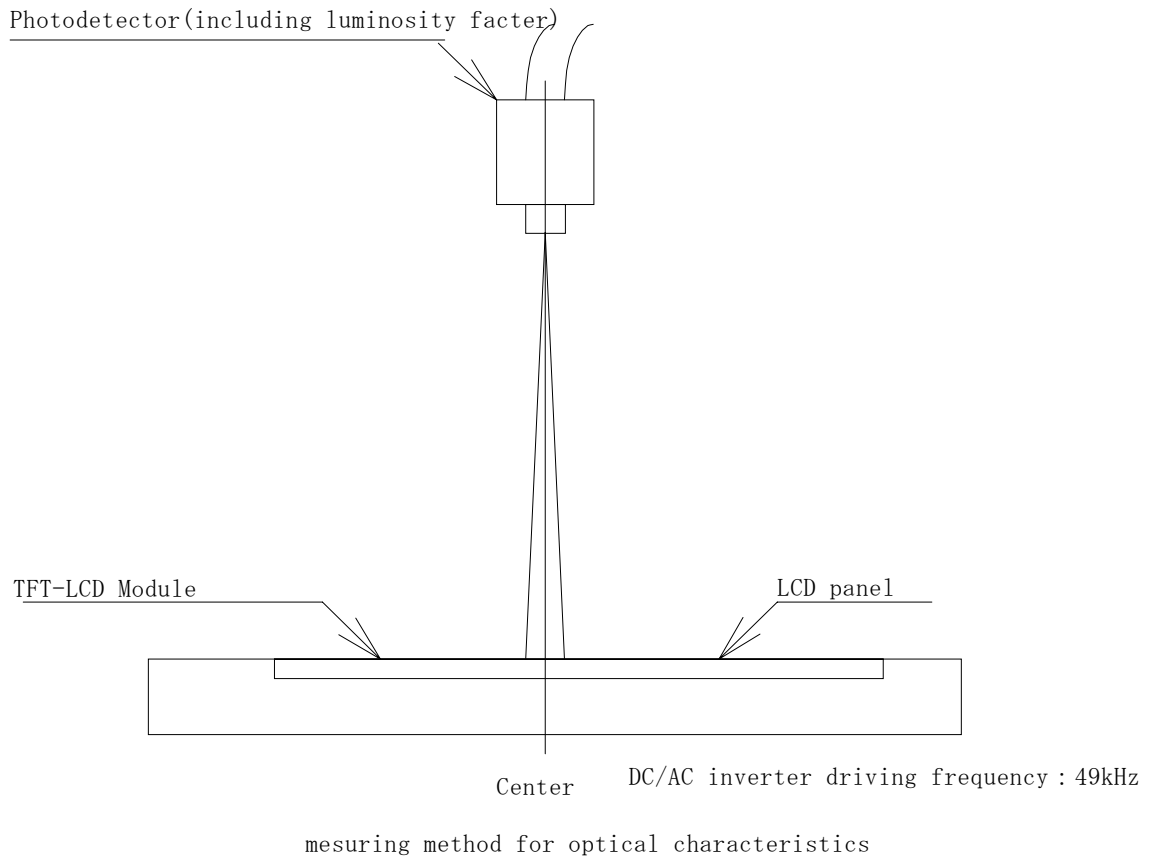 Photodetector(including luminosity facter)
TFT-LCD Module
LCD panel
Center
DC/AC inverter driving frequency：49kHz
mesuring method for optical characteristics